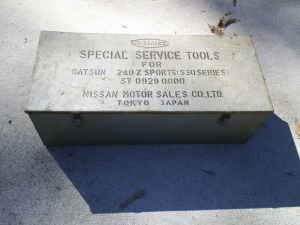 SPECIAL SERVICE TOOLS
FOR
DATSUN 240Z SPORTS (S30 SERIES)
ST 0929 0000
NISSAN MOTOR SALES CO. LTD.
TOKYO JAPAN